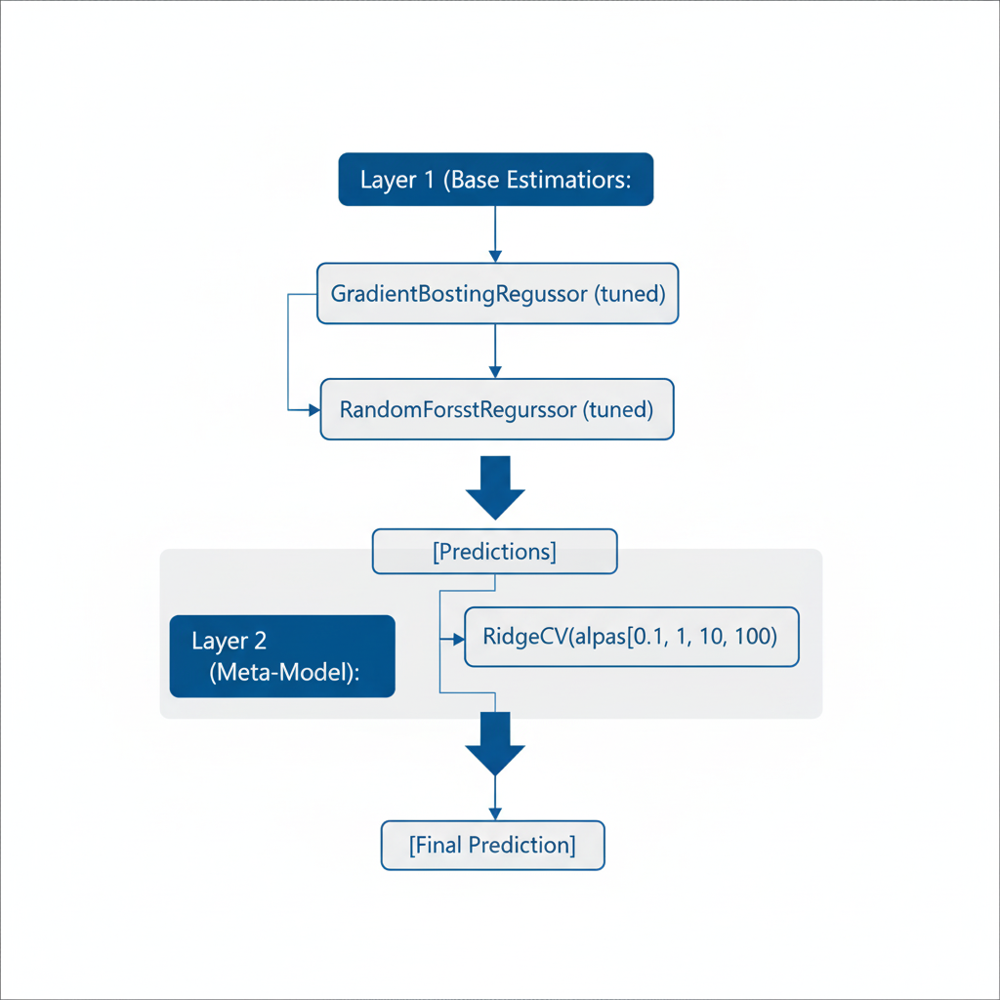 Layer 1 (Base Estimatiors:
GradientBostingRegussor (tuned)
RandomForsstRegurssor (tuned)
[Predictions]
RidgeCV(alpas[0.1, 1, 10, 100)
Layer 2
(Meta-Model):
[Final Prediction]